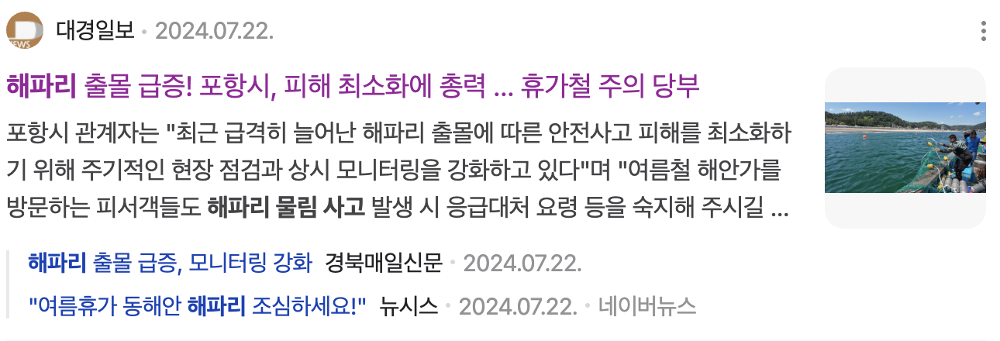 대경일보 · 2024.07.22.
해파리 출몰 급증! 포항시, 피해 최소화에 총력 ... 휴가철 주의 당부
포항시 관계자는 "최근 급격히 늘어난 해파리 출몰에 따른 안전사고 피해를 최소화하
기 위해 주기적인 현장 점검과 상시 모니터링을 강화하고 있다"며 "여름철 해안가를
방문하는 피서객들도 해파리 물림 사고 발생 시 응급대처 요령 등을 숙지해 주시길 ...
해파리 출몰 급증, 모니터링 강화 경북매일신문 · 2024.07.22.
"여름휴가 동해안 해파리 조심하세요!" 뉴시스 · 2024.07.22. · 네이버뉴스